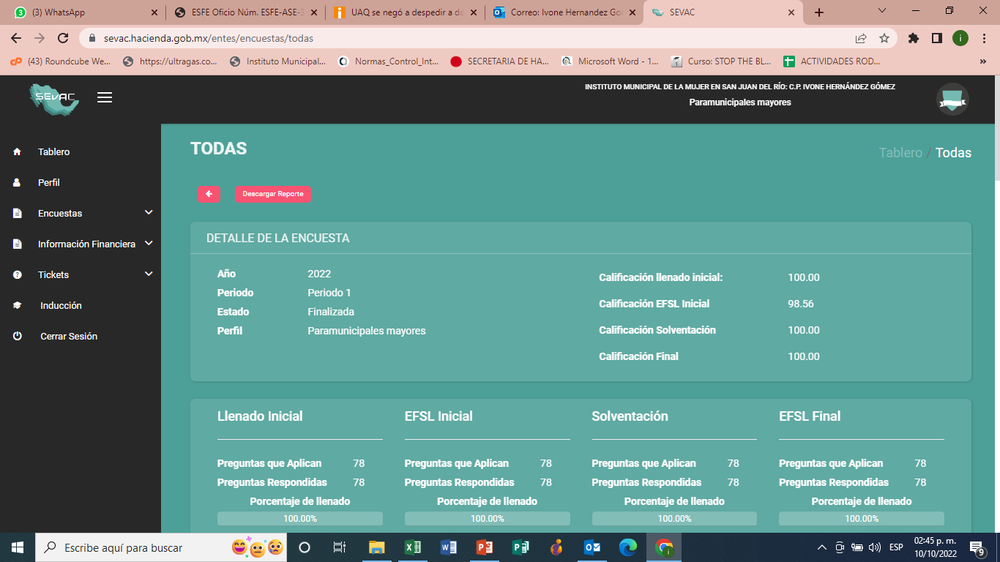 (3) WhatsApp
ESFE Oficio Núm. ESFE-ASE-3
UAQ se negó a despedir a do
Correo: Ivone Hernandez Go
SEVAC
sevac.hacienda.gob.mx/entes/encuestas/todas
i
(43) Roundcube We...
https://ultragas.co...
Instituto Municipal...
Normas_Control_Int...
SECRETARIA DE HA...
Microsoft Word - 1...
Curso: STOP THE BL...
ACTIVIDADES ROD...
»
SEVAC
INSTITUTO MUNICIPAL DE LA MUJER EN SAN JUAN DEL RÍO: C.P. IVONE HERNÁNDEZ GÓMEZ
Paramunicipales mayores
Tablero
Perfil
Encuestas
Información Financiera
Tickets
Inducción
Cerrar Sesión
TODAS
Tablero / Todas
Descargar Reporte
DETALLE DE LA ENCUESTA
Año 2022
Periodo Periodo 1
Estado Finalizada
Perfil Paramunicipales mayores
Calificación llenado inicial: 100.00
Calificación EFSL Inicial 98.56
Calificación Solventación 100.00
Calificación Final 100.00
Llenado Inicial
Preguntas que Aplican 78
Preguntas Respondidas 78
Porcentaje de llenado
100.00%
EFSL Inicial
Preguntas que Aplican 78
Preguntas Respondidas 78
Porcentaje de llenado
100.00%
Solventación
Preguntas que Aplican 78
Preguntas Respondidas 78
Porcentaje de llenado
100.00%
EFSL Final
Preguntas que Aplican 78
Preguntas Respondidas 78
Porcentaje de llenado
100.00%
Escribe aquí para buscar
ESP
02:45 p. m.
10/10/2022
9